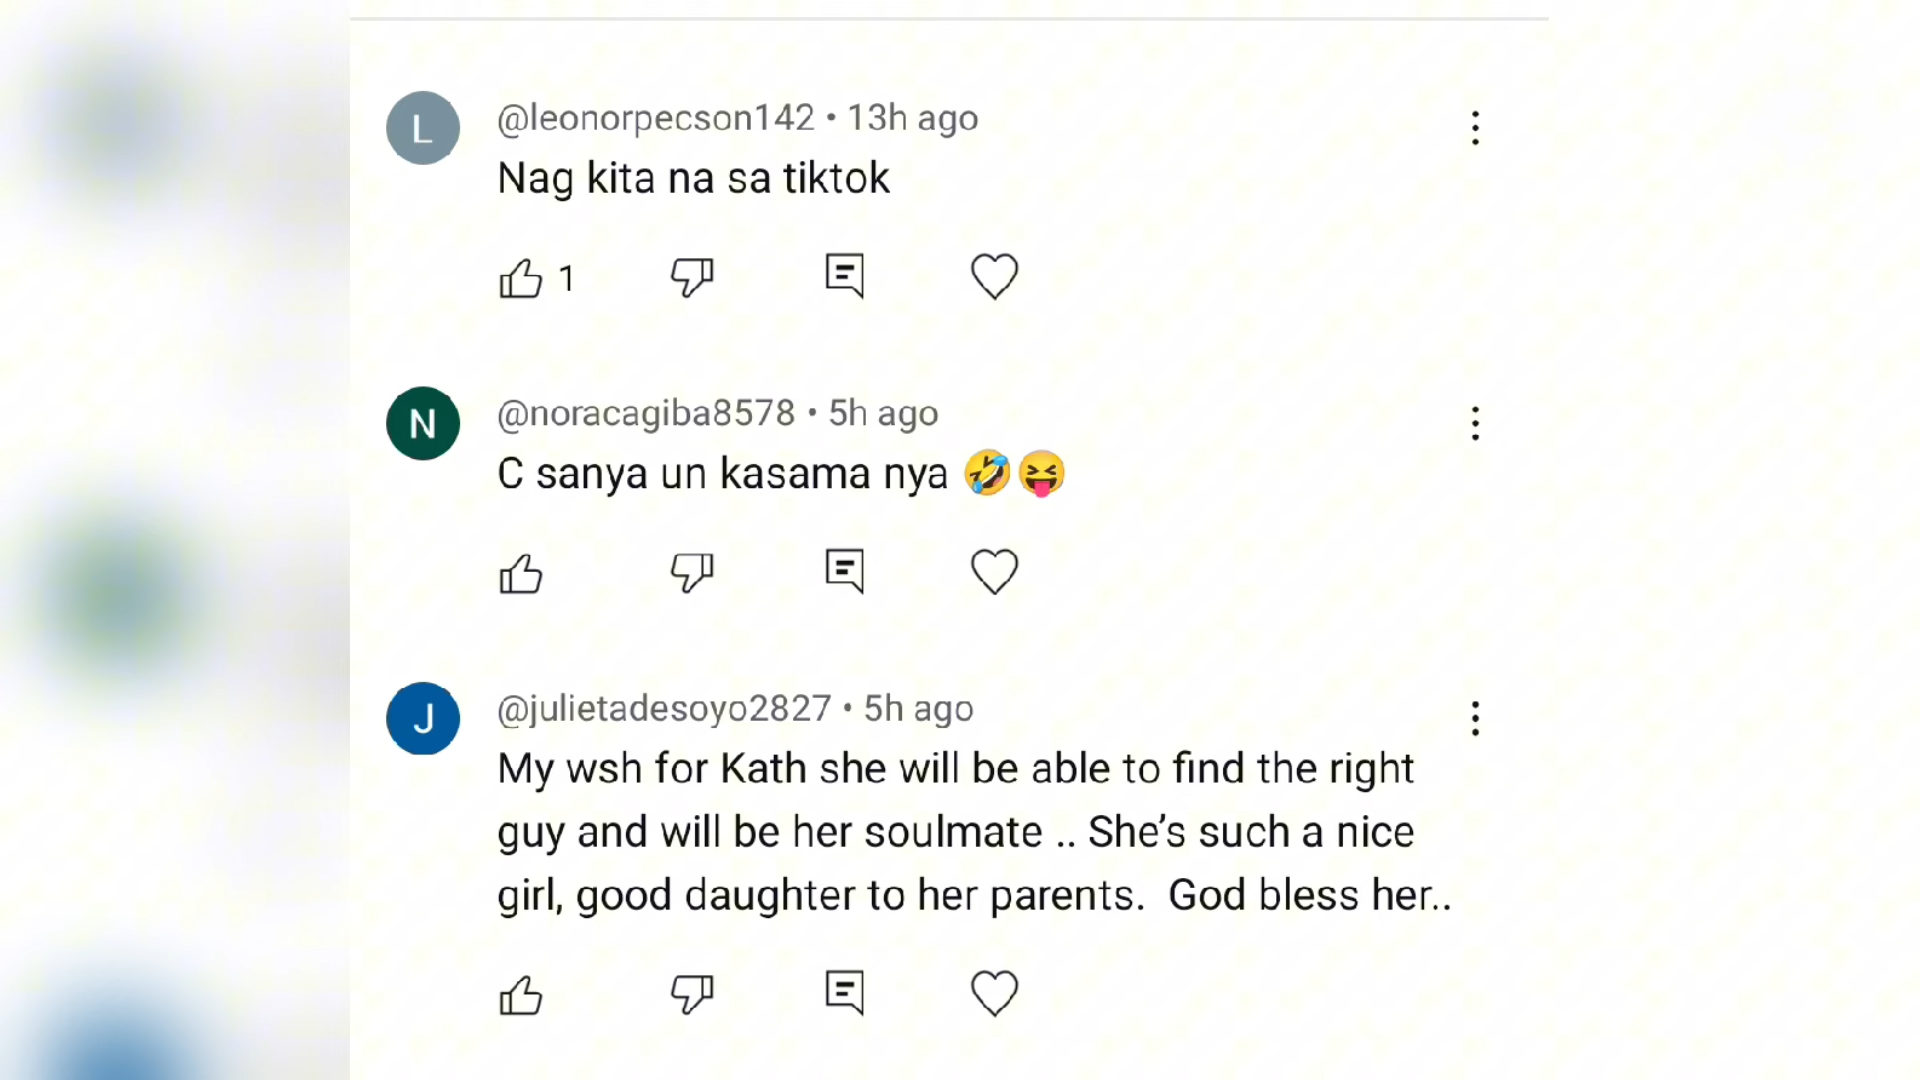 L
@leonorpecson142 • 13h ago
Nag kita na sa tiktok
1
N
@noracagiba8578 • 5h ago
C sanya un kasama nya 🤣😝
J
@julietadesoyo2827 • 5h ago
My wsh for Kath she will be able to find the right
guy and will be her soulmate .. She’s such a nice
girl, good daughter to her parents.  God bless her..